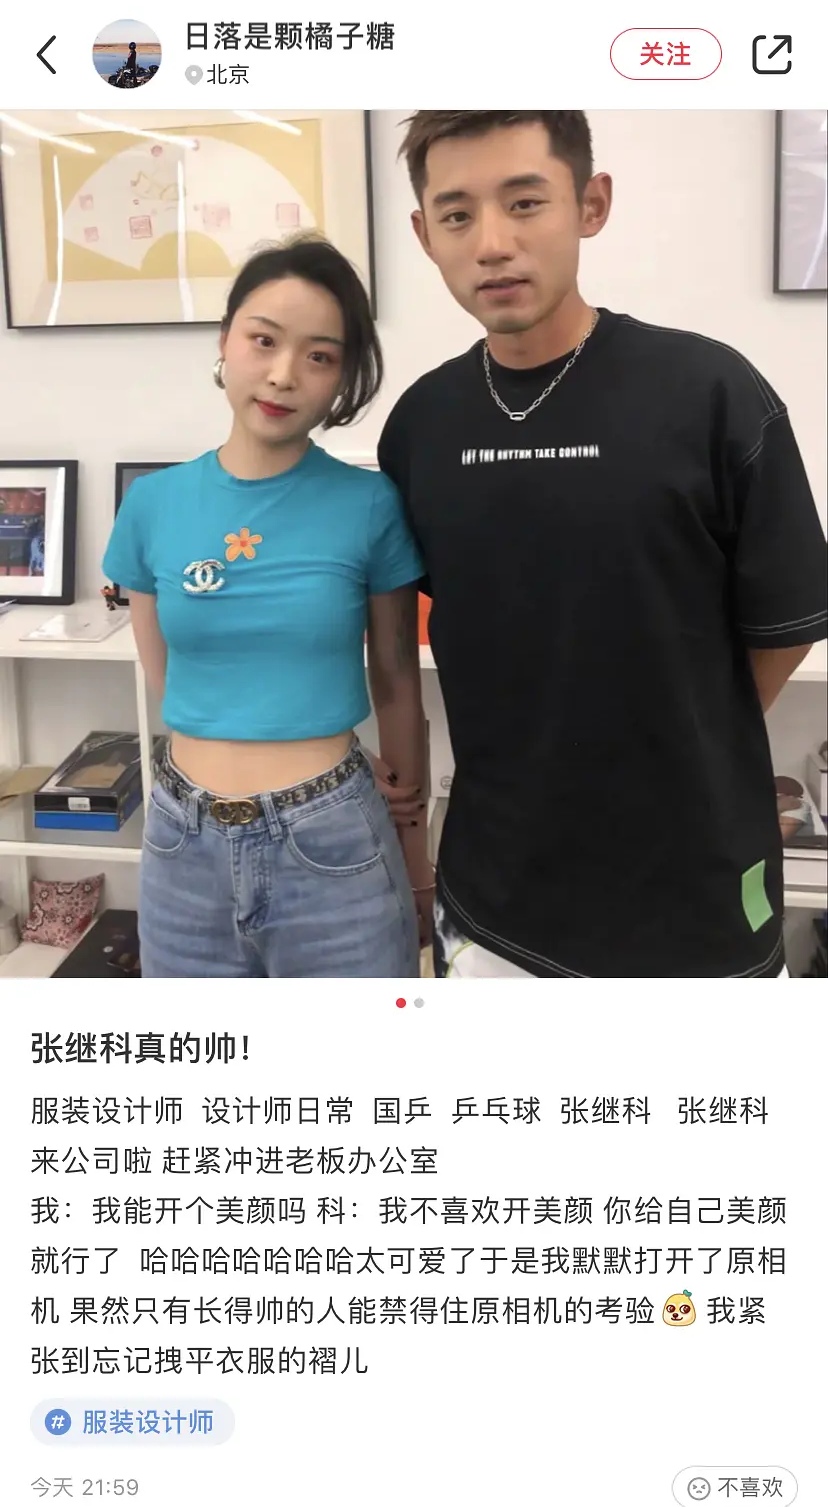 日落是颗橘子糖
北京
关注
LET THE RHYTHM TAKE CONTROL
张继科真的帅!
服装设计师 设计师日常 国乒 乒乓球 张继科 张继科
来公司啦 赶紧冲进老板办公室
我：我能开个美颜吗 科：我不喜欢开美颜 你给自己美颜
就行了 哈哈哈哈哈哈哈太可爱了于是我默默打开了原相
机 果然只有长得帅的人能禁得住原相机的考验 我紧
张到忘记拽平衣服的褶儿
# 服装设计师
今天 21:59
不喜欢